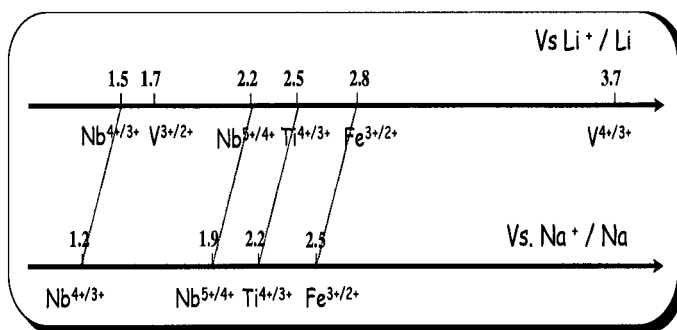 Vs Li⁺ / Li
1.5 1.7 2.2 2.5 2.8 3.7
Nb⁴⁺/³⁺ V³⁺/²⁺ Nb⁵⁺/⁴⁺ Ti⁴⁺/³⁺ Fe³⁺/²⁺ V⁴⁺/³⁺
1.2 1.9 2.2 2.5 Vs. Na⁺ / Na
Nb⁴⁺/³⁺ Nb⁵⁺/⁴⁺ Ti⁴⁺/³⁺ Fe³⁺/²⁺